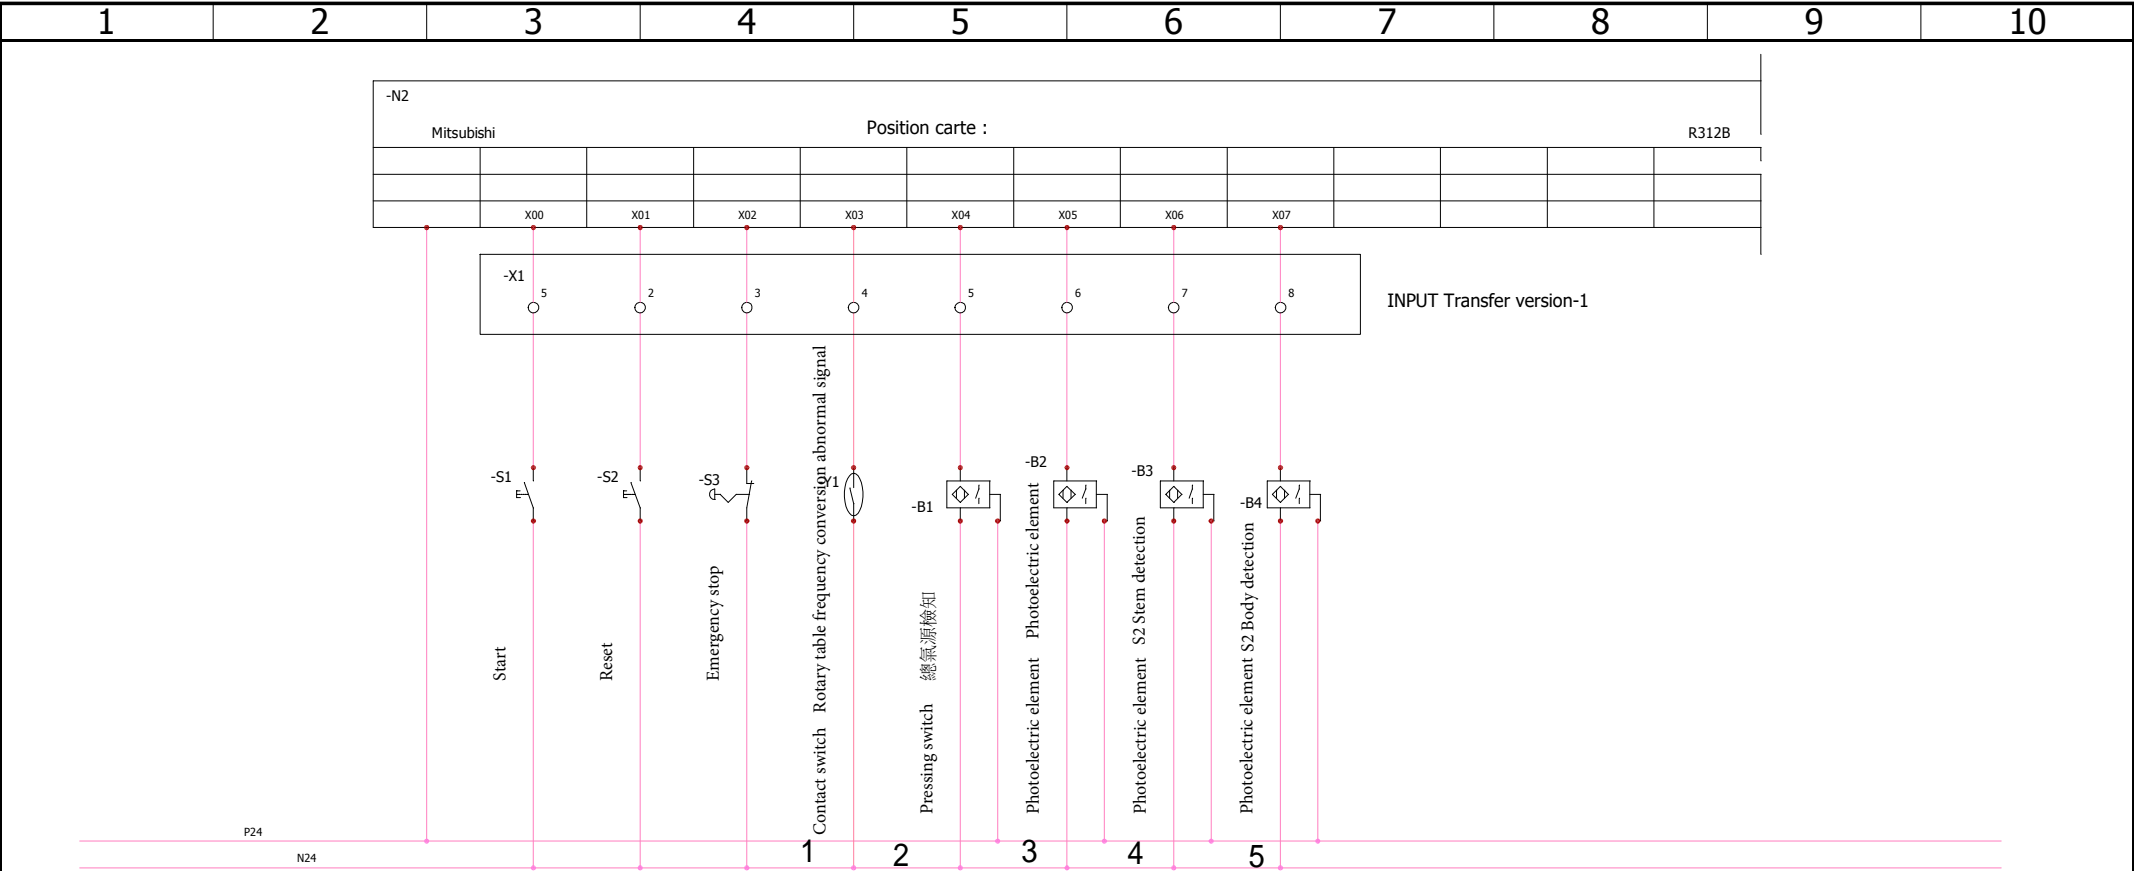 1 2 3 4 5 6 7 8 9 10
-N2
Mitsubishi Position carte : R312B
X00 X01 X02 X03 X04 X05 X06 X07
-X1
5 2 3 4 5 6 7 8
INPUT Transfer version-1
-S1
-S2
-S3
Y1
-B1
-B2
-B3
-B4
Start
Reset
Emergency stop
Contact switch Rotary table frequency conversion abnormal signal
Pressing switch 總氣源檢知
Photoelectric element Photoelectric element
Photoelectric element S2 Stem detection
Photoelectric element S2 Body detection
P24
N24
1 2 3 4 5